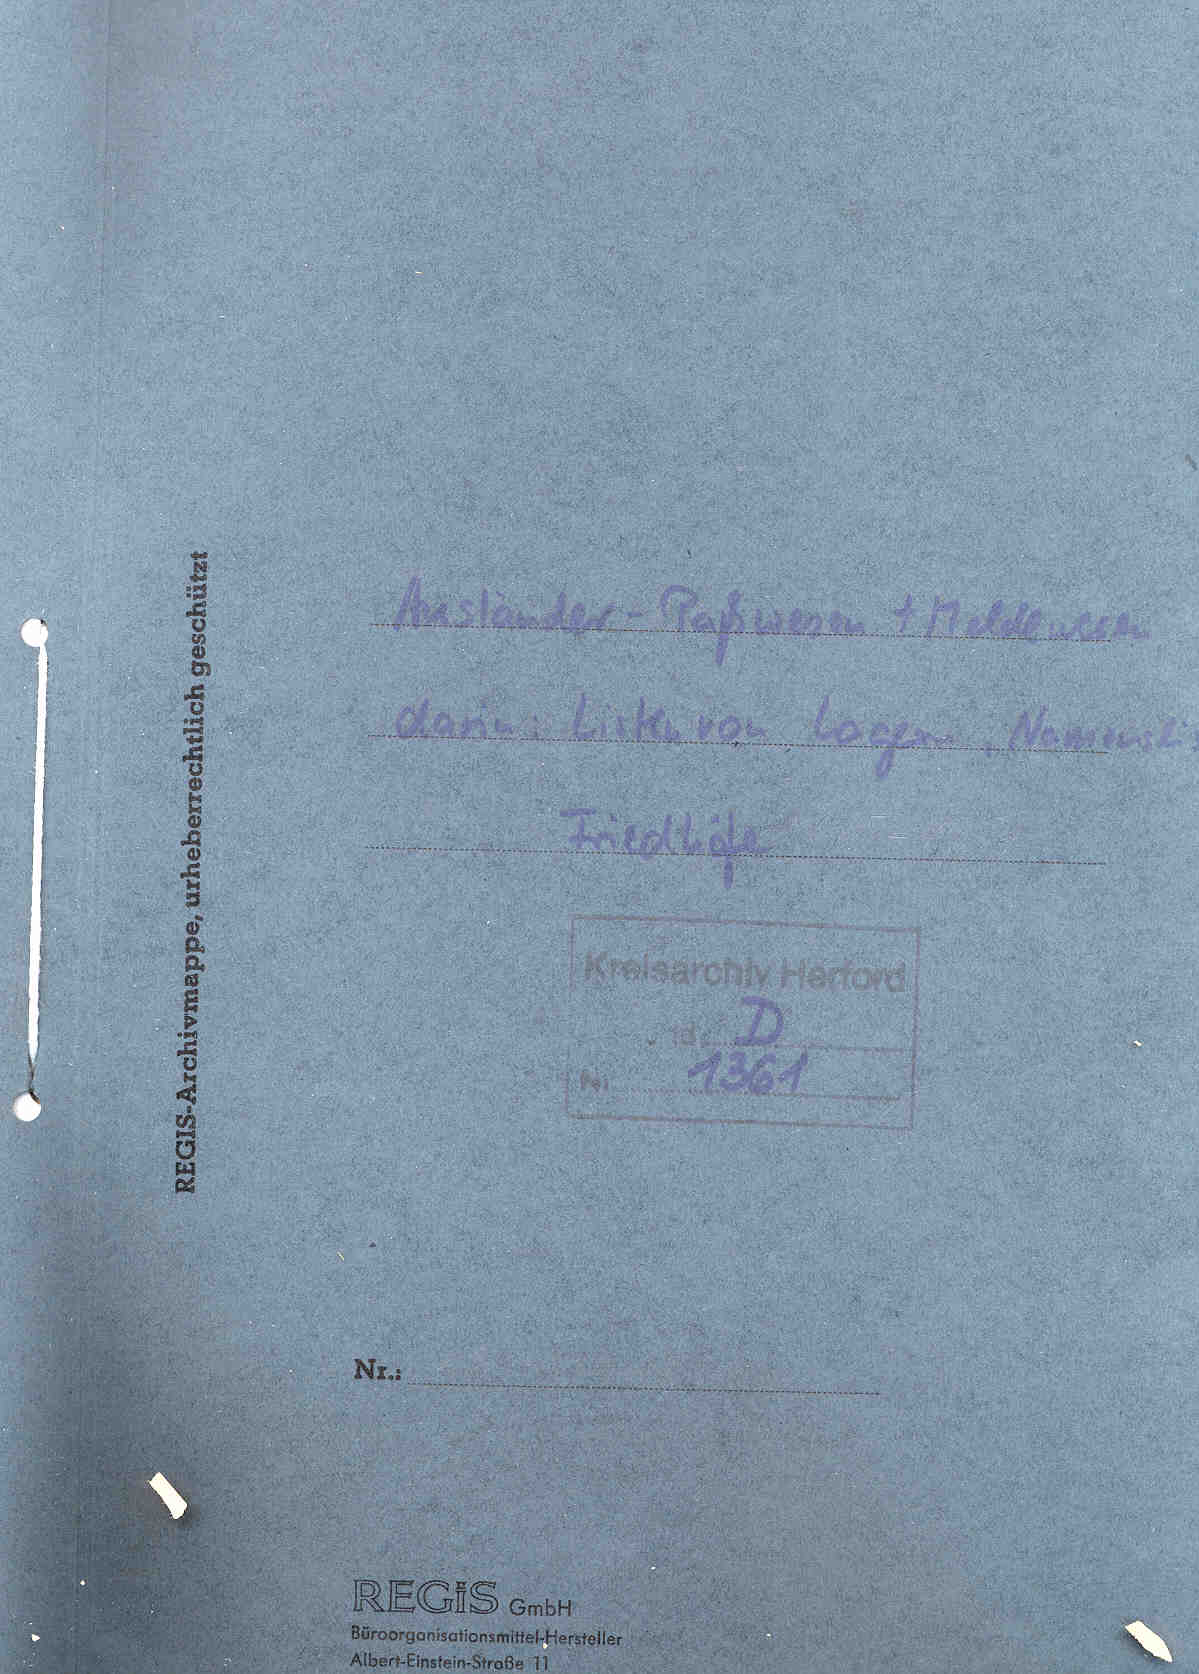 REGIS-Archivmappe, urheberrechtlich geschützt
Ausländer - Paßwesen + Meldewesen
darin: Listen von Lagern, Namensli
Friedhöfe
Kreisarchiv Herford
D
Nr. 1361
Nr.:
REGIS GmbH
Büroorganisationsmittel-Hersteller
Albert-Einstein-Straße 11